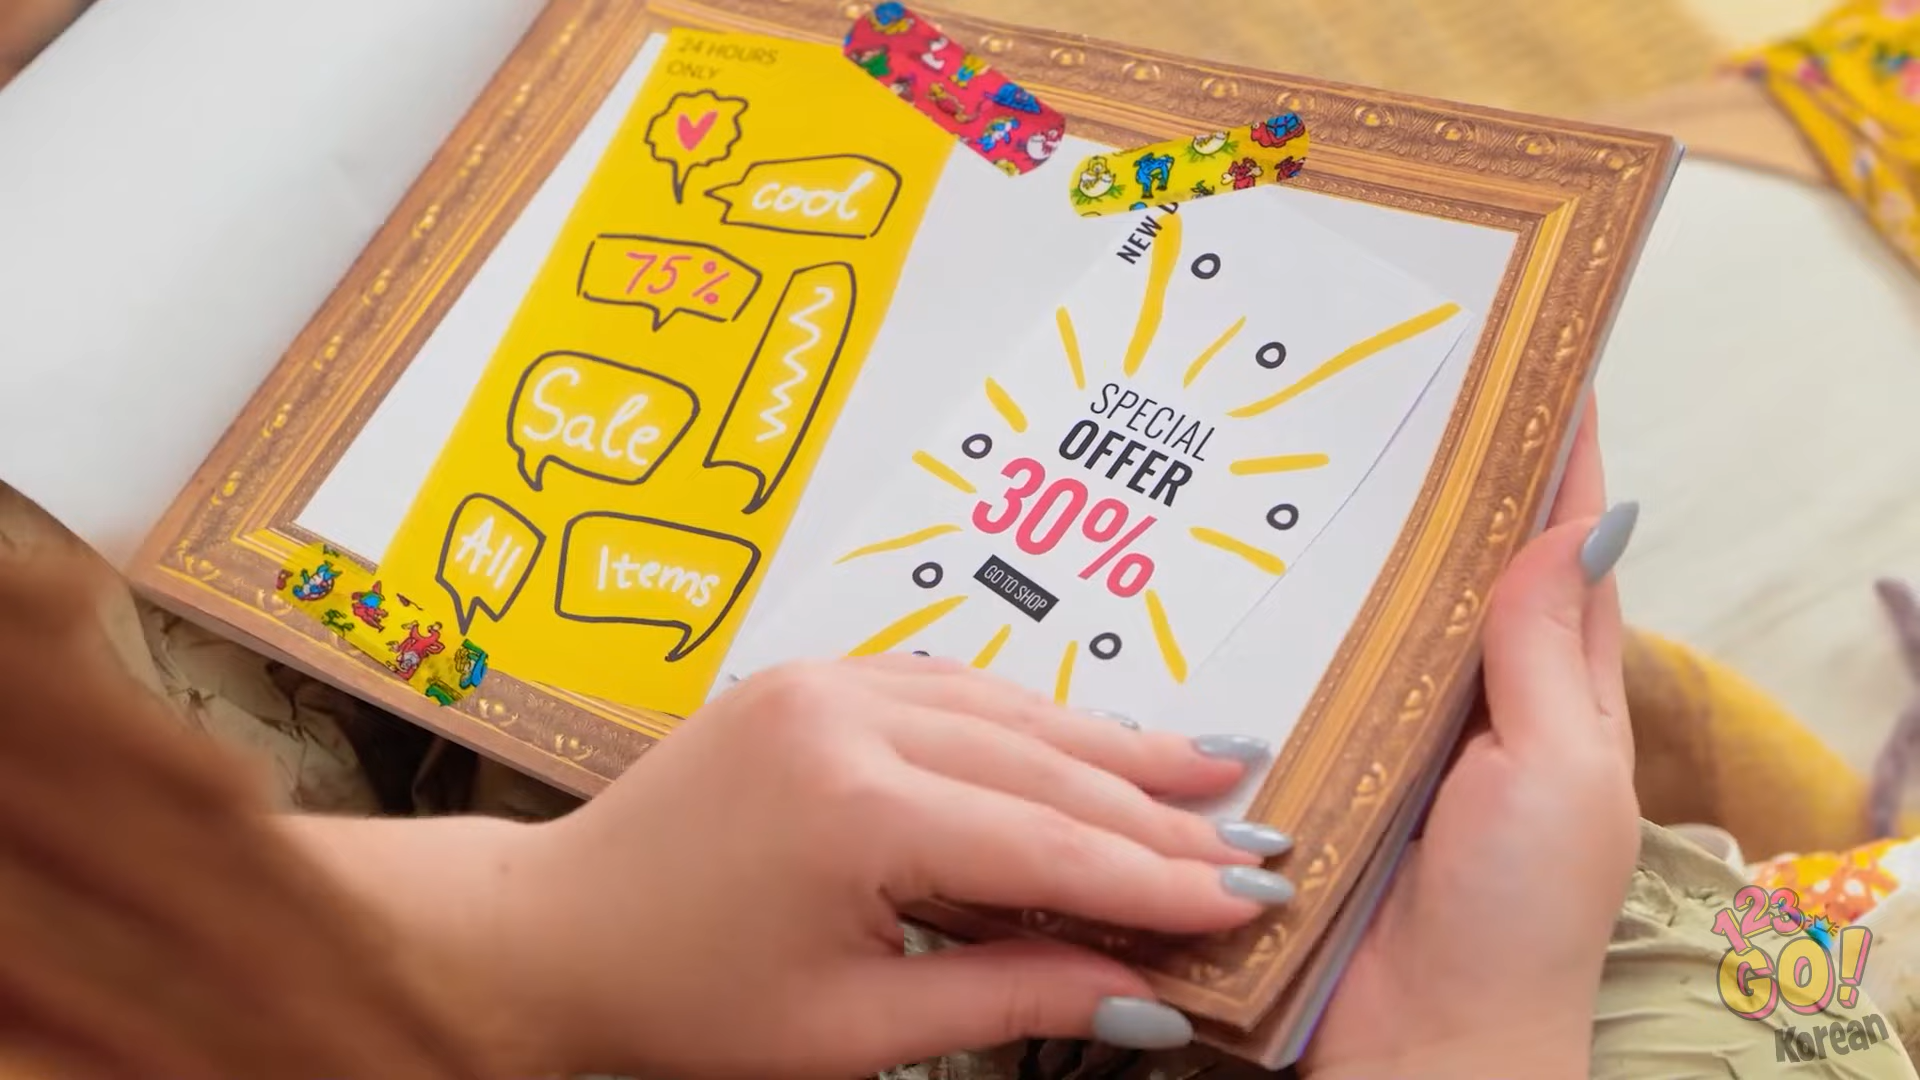 24 HOURS
ONLY
cool
75%
Sale
All
Items
NEW
SPECIAL
OFFER
30%
GO TO SHOP
123
GO!
Korean